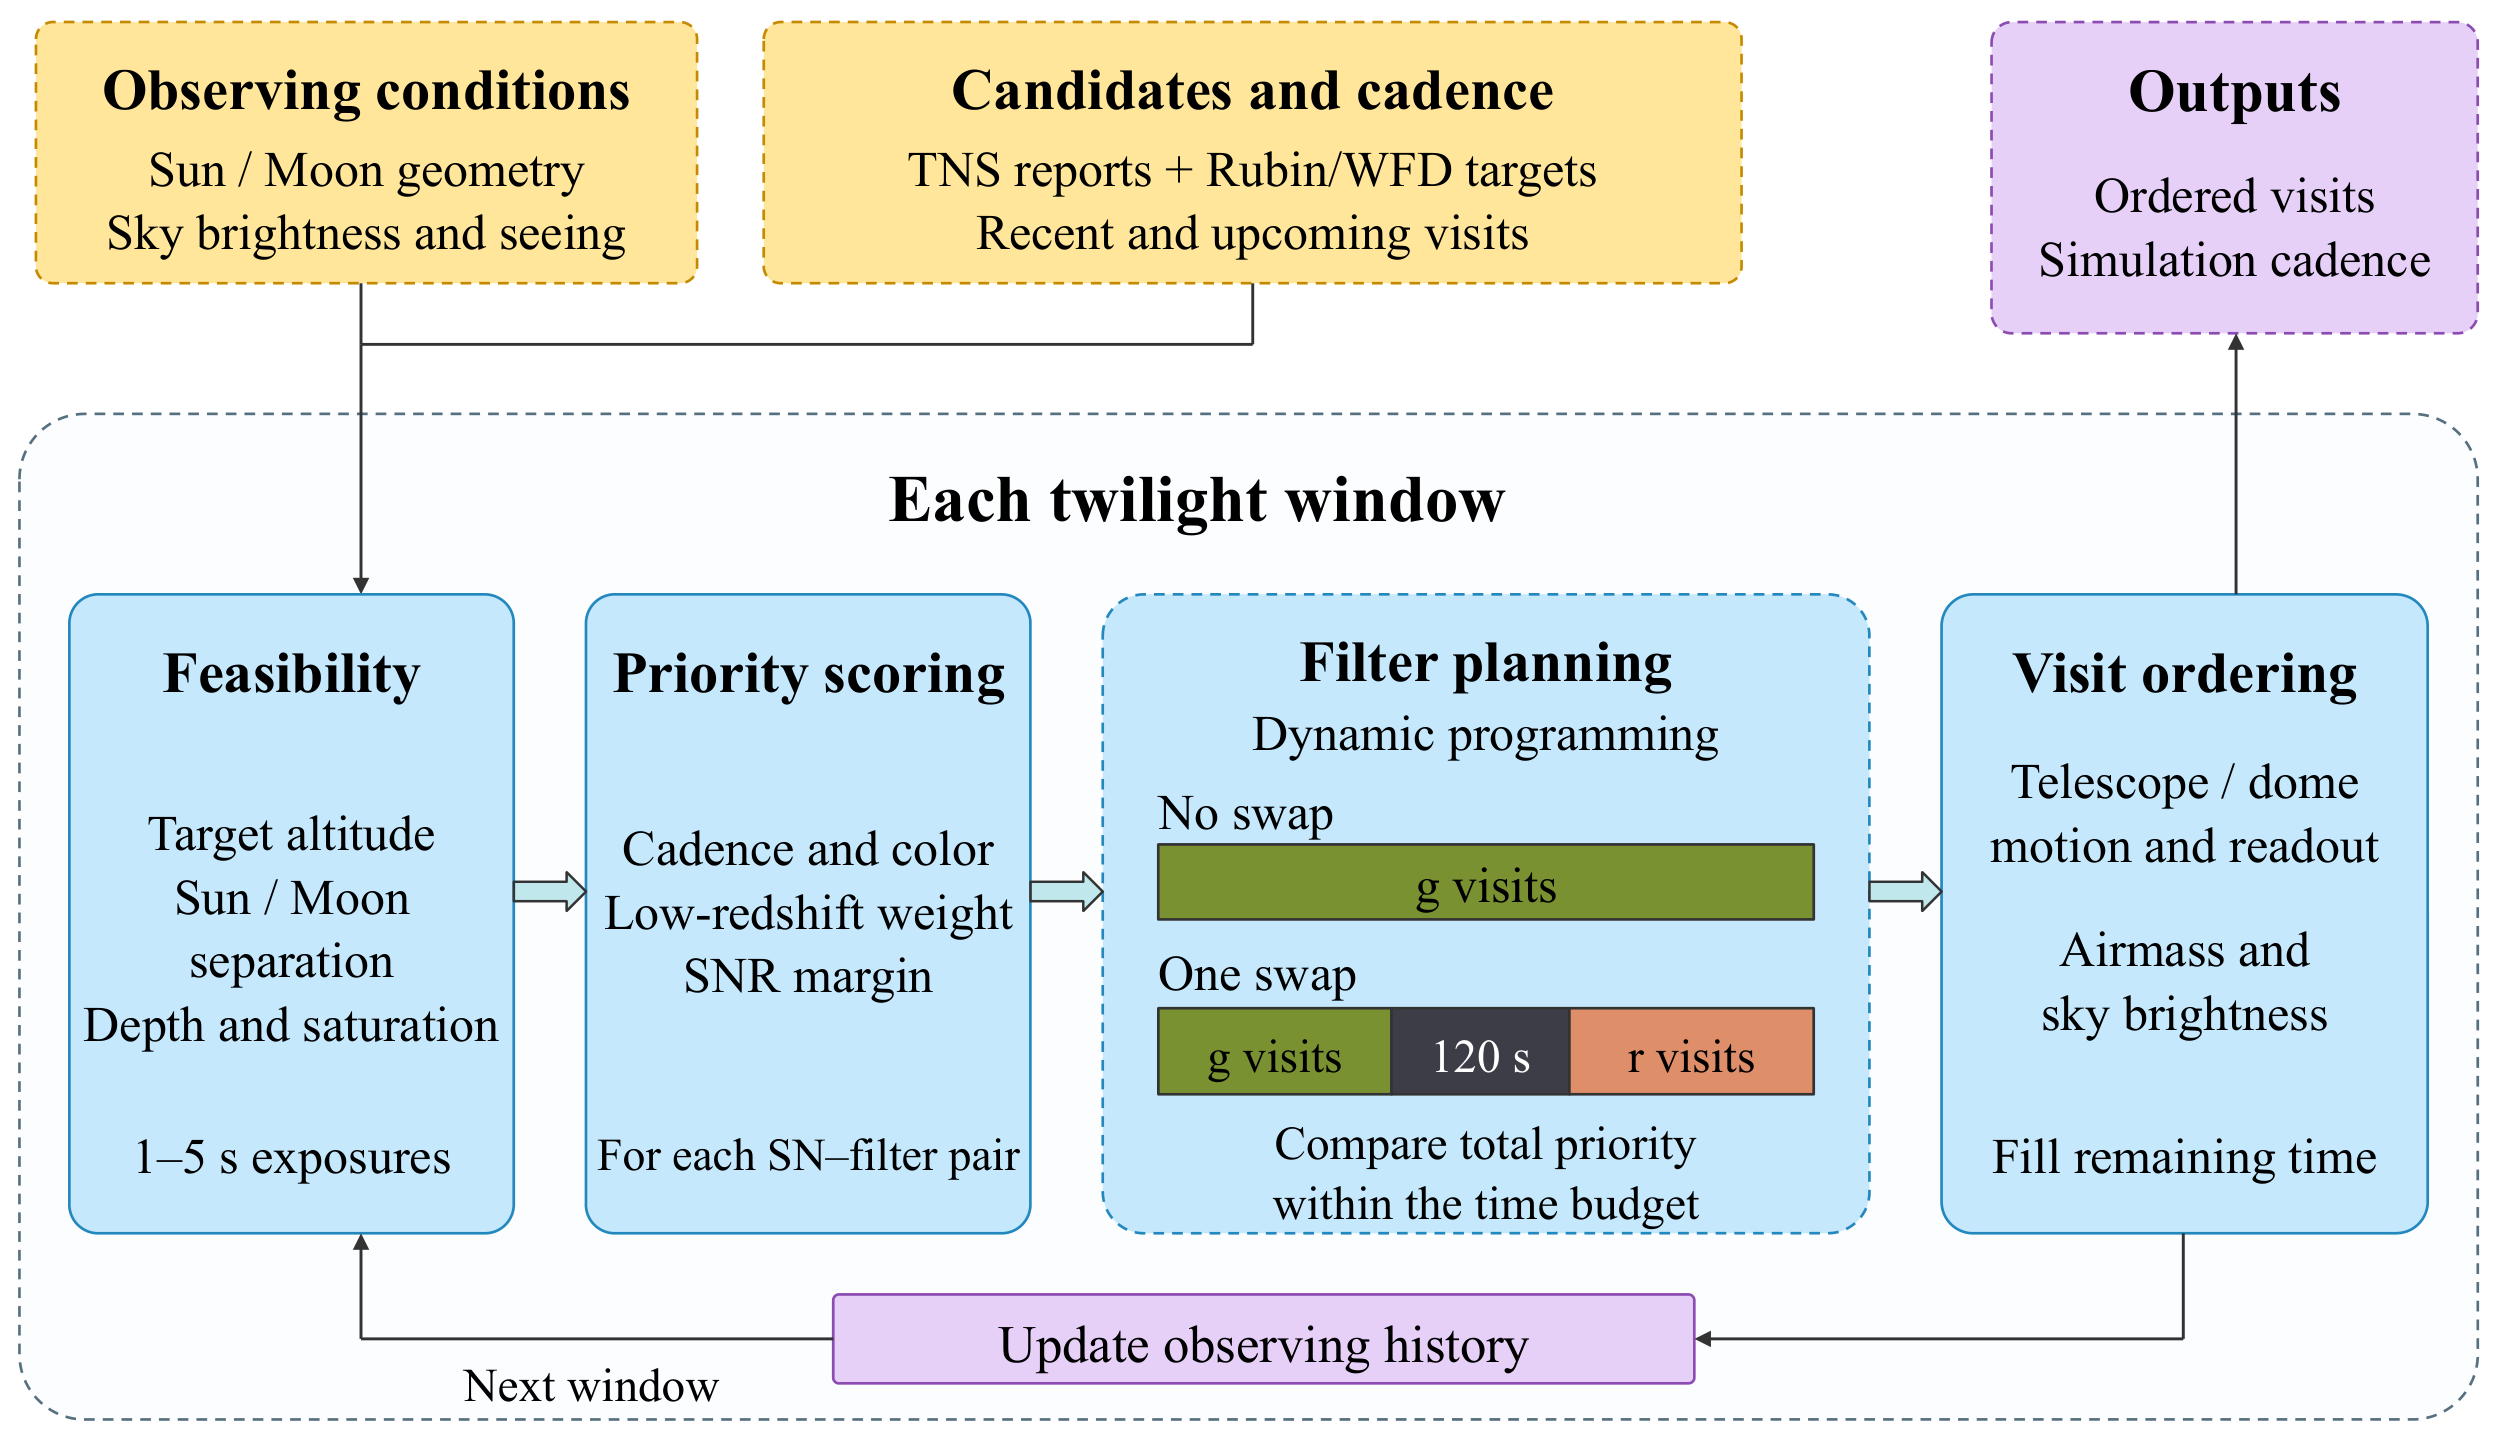 Observing conditions
Sun / Moon geometry
Sky brightness and seeing
Candidates and cadence
TNS reports + Rubin/WFD targets
Recent and upcoming visits
Outputs
Ordered visits
Simulation cadence
Each twilight window
Feasibility
Target altitude
Sun / Moon
separation
Depth and saturation
1–5 s exposures
Priority scoring
Cadence and color
Low-redshift weight
SNR margin
For each SN–filter pair
Filter planning
Dynamic programming
No swap
g visits
One swap
g visits
120 s
r visits
Compare total priority
within the time budget
Visit ordering
Telescope / dome
motion and readout
Airmass and
sky brightness
Fill remaining time
Update observing history
Next window